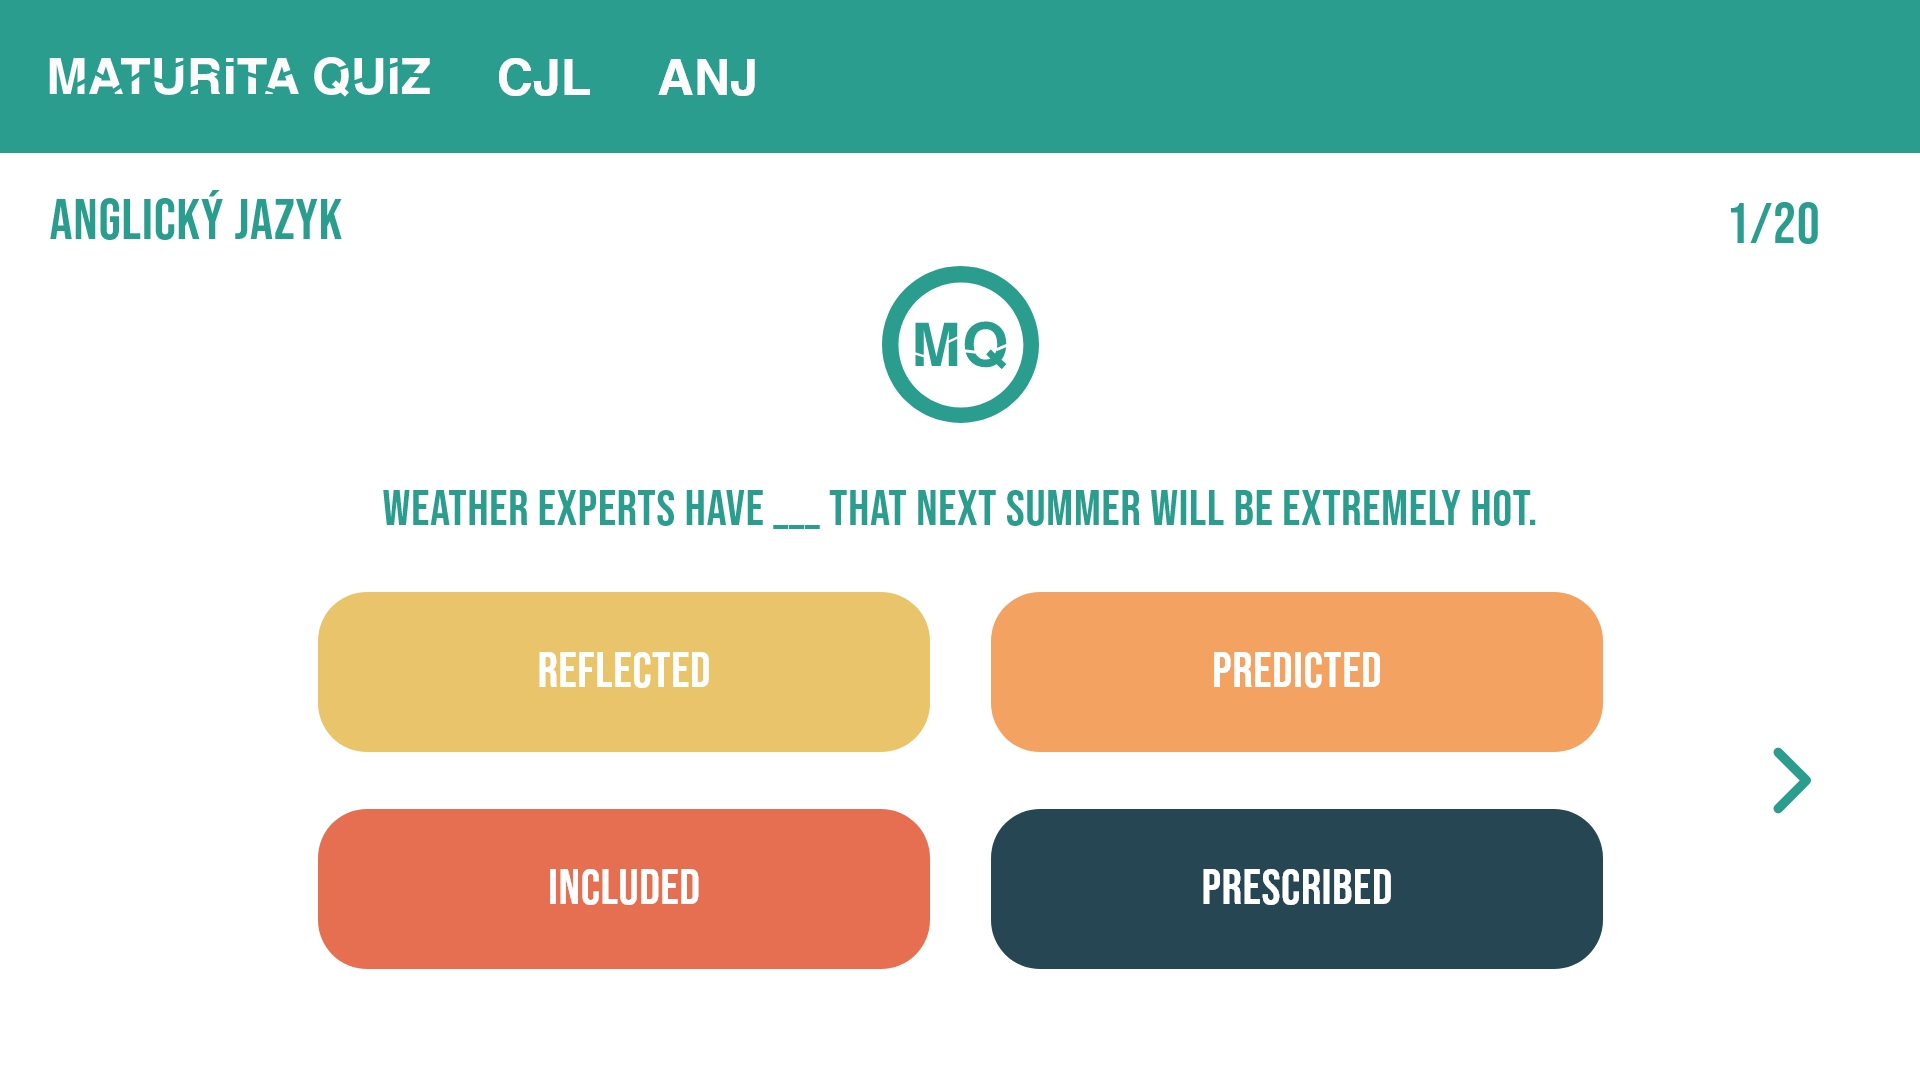 MATURiTA QUiZ CJL ANJ
ANGLICKÝ JAZYK
1/20
MQ
WEATHER EXPERTS HAVE ___ THAT NEXT SUMMER WILL BE EXTREMELY HOT.
REFLECTED
PREDICTED
INCLUDED
PRESCRIBED